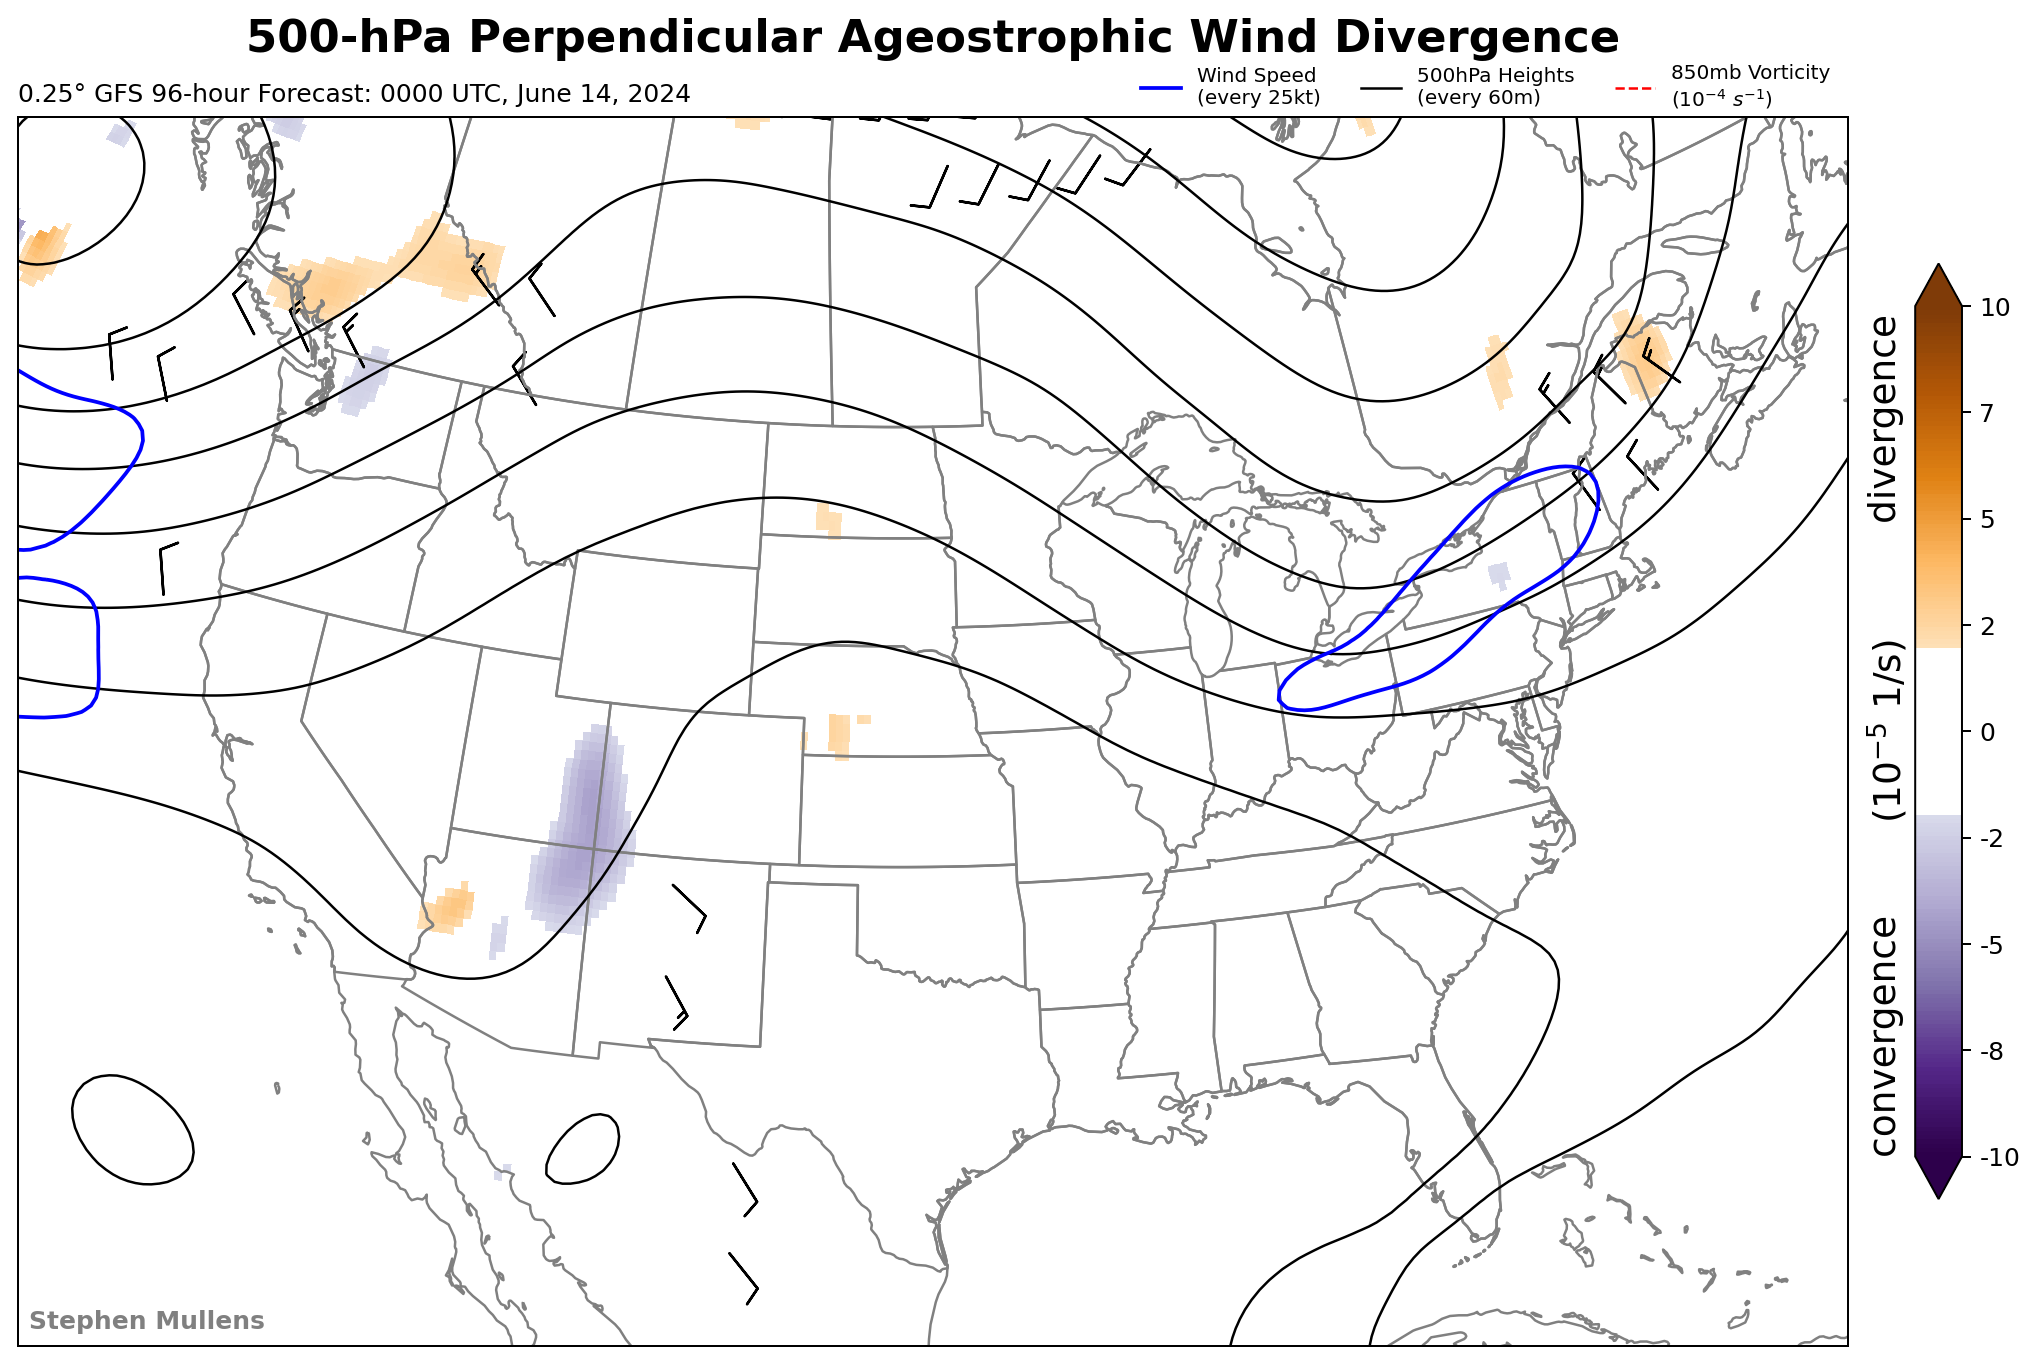 500-hPa Perpendicular Ageostrophic Wind Divergence
0.25° GFS 96-hour Forecast: 0000 UTC, June 14, 2024
Wind Speed
(every 25kt)
500hPa Heights
(every 60m)
850mb Vorticity
(10⁻⁴ s⁻¹)
10
7
5
2
0
-2
-5
-8
-10
convergence (10⁻⁵ 1/s) divergence
Stephen Mullens